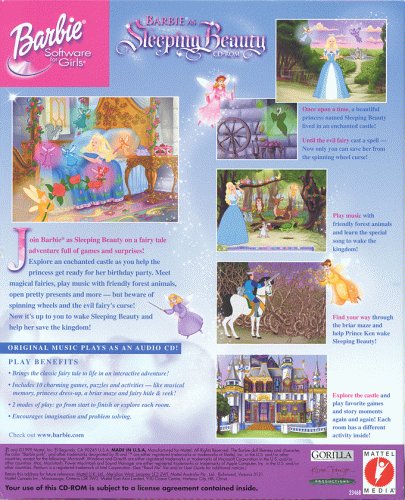 Barbie®
Software
for Girls™
BARBIE AS
Sleeping Beauty
CD-ROM
Once upon a time, a beautiful
princess named Sleeping Beauty
lived in an enchanted castle!
Until the evil fairy cast a spell —
Now only you can save her from
the spinning wheel curse!
Join Barbie® as Sleeping Beauty on a fairy tale
adventure full of games and surprises!
Explore an enchanted castle as you help the
princess get ready for her birthday party. Meet
magical fairies, play music with friendly forest animals,
open pretty presents and more — but beware of
spinning wheels and the evil fairy's curse!
Now it's up to you to wake Sleeping Beauty and
help her save the kingdom!
Play music with
friendly forest animals
and learn the special
song to wake the
kingdom!
Find your way through
the briar maze and
help Prince Ken wake
Sleeping Beauty!
ORIGINAL MUSIC PLAYS AS AN AUDIO CD!
PLAY BENEFITS
• Brings the classic fairy tale to life in an interactive adventure!
• Includes 10 charming games, puzzles and activities — like musical
memory, princess dress-up, a briar maze and fairy hide & seek!
• 2 modes of play: go from start to finish or explore each room.
• Encourages imagination and problem solving.
Check out www.barbie.com
Explore the castle and
play favorite games
and story moments
again and again! Each
room has a different
activity inside!
MADE IN U.S.A.
GORILLA
PRODUCTIONS
MATTEL
MEDIA
Your use of this CD-ROM is subject to a license agreement contained inside.